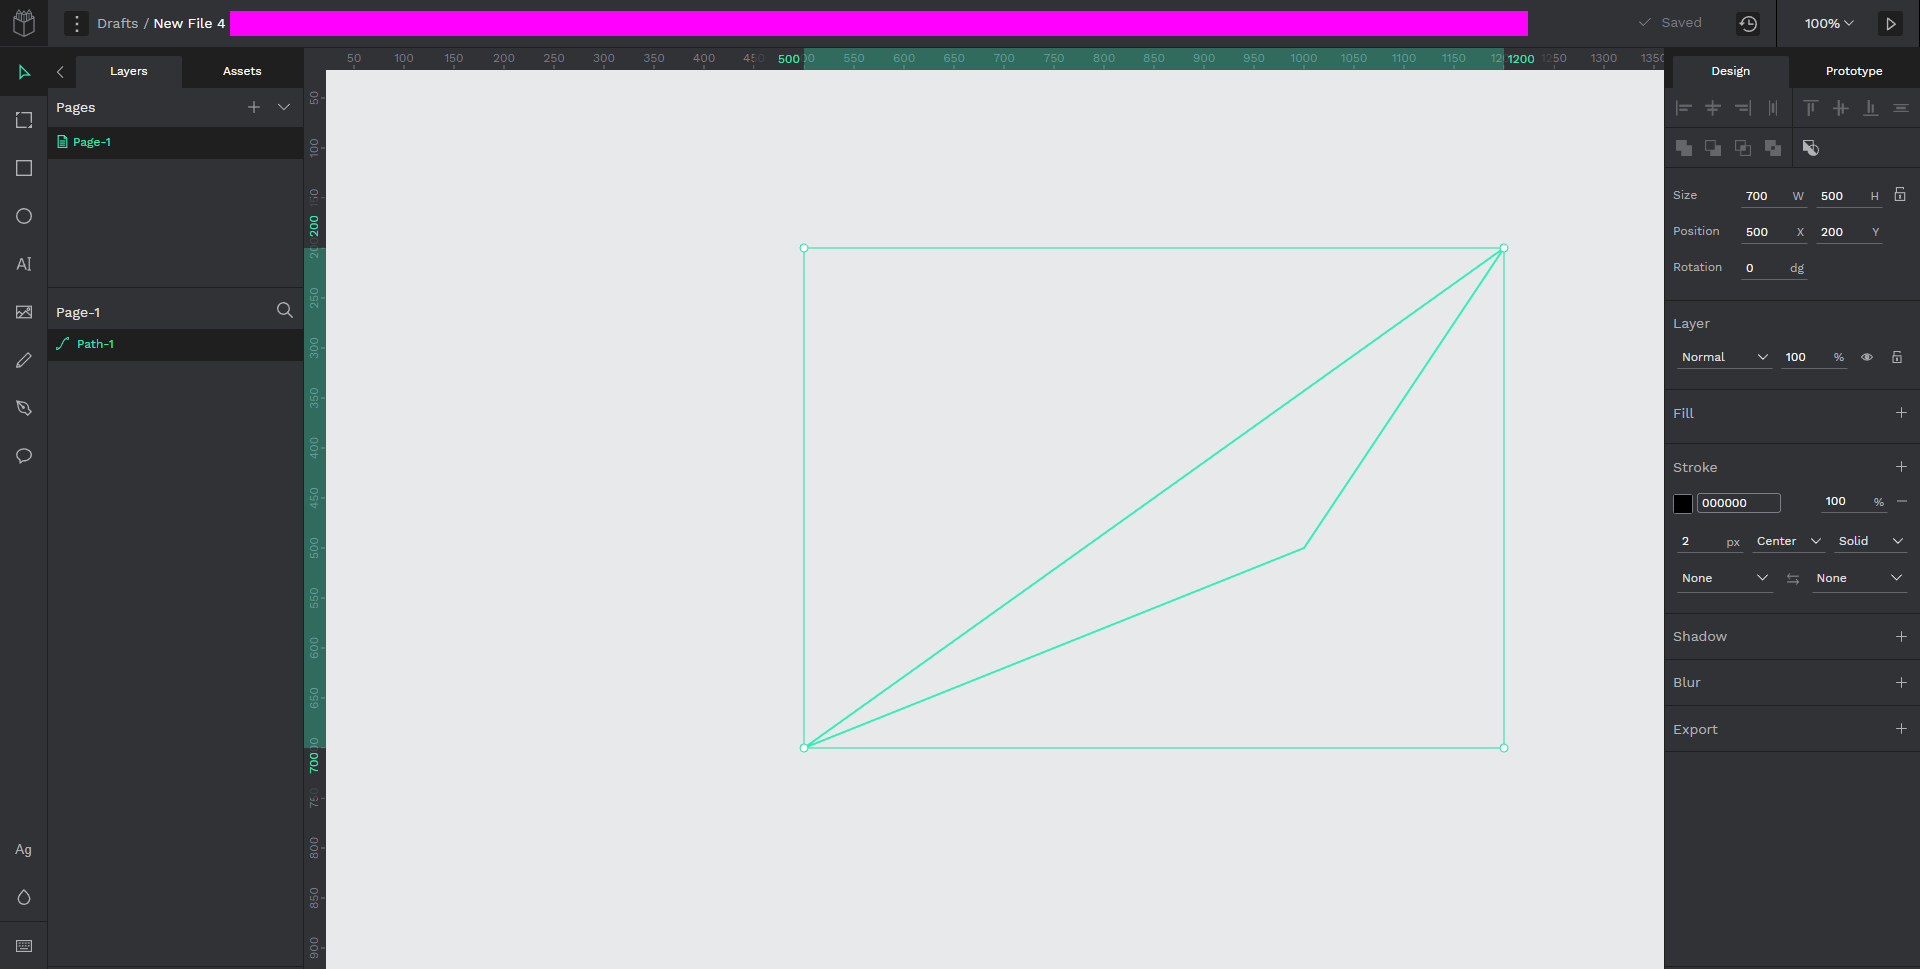 Drafts / New File 4
Saved
100%
Layers
Assets
Pages
Page-1
Page-1
Path-1
Ag
50 100 150 200 250 300 350 400 500 550 600 650 700 750 800 850 900 950 1000 1050 1100 1150 1200 1250 1300 1350
50
100
200
250
300
350
400
450
500
550
600
650
700
750
800
850
900
Design
Prototype
Size 700 W 500 H
Position 500 X 200 Y
Rotation 0 dg
Layer
Normal 100 %
Fill
Stroke
000000 100 %
2 px Center Solid
None None
Shadow
Blur
Export